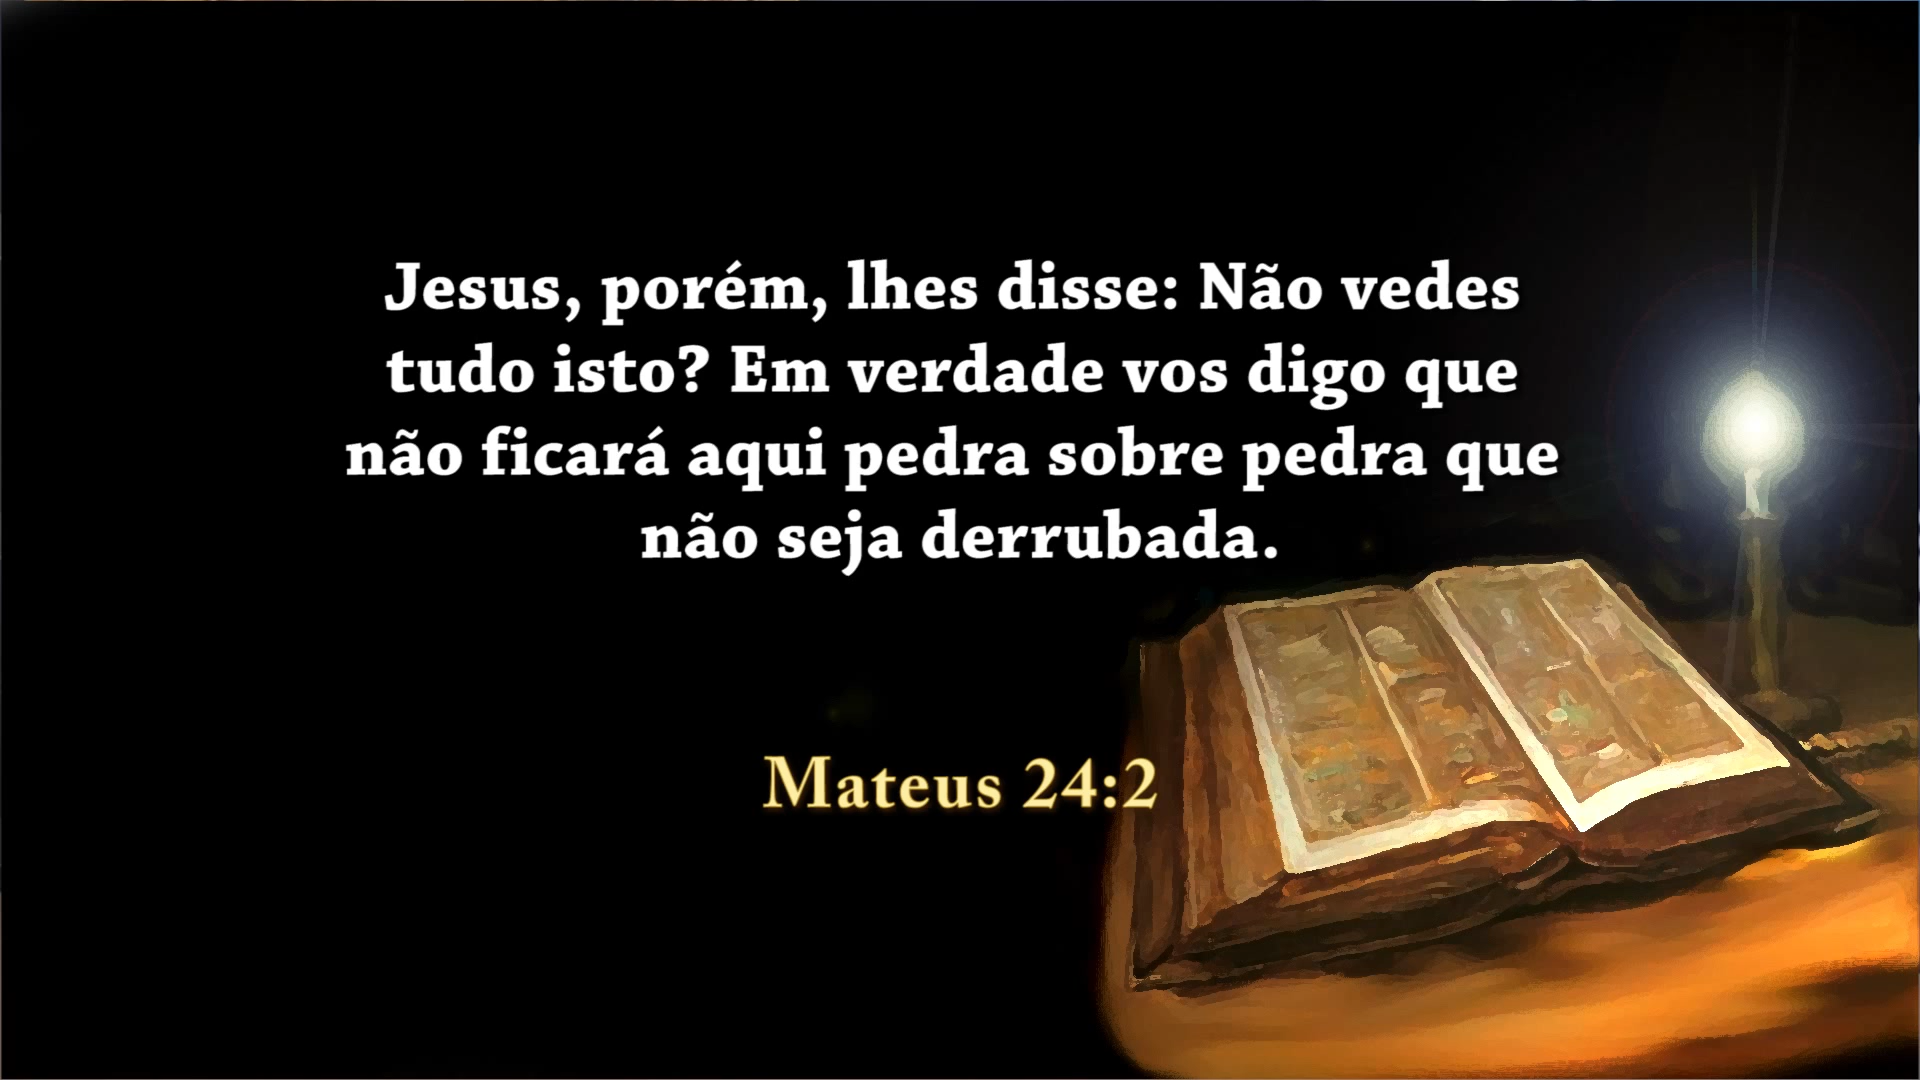 Jesus, porém, lhes disse: Não vedes
tudo isto? Em verdade vos digo que
não ficará aqui pedra sobre pedra que
não seja derrubada.
Mateus 24:2